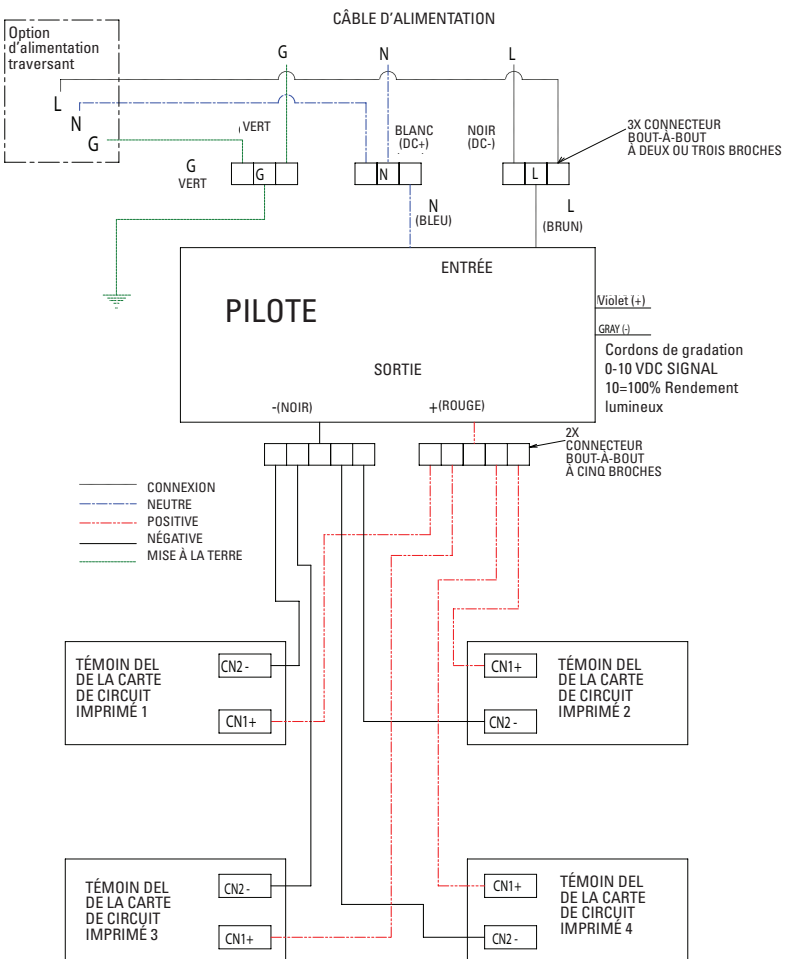 CÂBLE D'ALIMENTATION
Option
d'alimentation
traversant
G
N
L
L
N
G
VERT
BLANC
(DC+)
NOIR
(DC-)
3X CONNECTEUR
BOUT-À-BOUT
À DEUX OU TROIS BROCHES
G
VERT
G
N
L
N
(BLEU)
L
(BRUN)
ENTRÉE
PILOTE
Violet (+)
GRAY (-)
Cordons de gradation
0-10 VDC SIGNAL
10=100% Rendement
lumineux
SORTIE
-(NOIR)
+(ROUGE)
2X
CONNECTEUR
BOUT-À-BOUT
À CINQ BROCHES
CONNEXION
NEUTRE
POSITIVE
NÉGATIVE
MISE À LA TERRE
TÉMOIN DEL
DE LA CARTE
DE CIRCUIT
IMPRIMÉ 1
CN2 -
CN1+
CN1+
CN2 -
TÉMOIN DEL
DE LA CARTE
DE CIRCUIT
IMPRIMÉ 2
TÉMOIN DEL
DE LA CARTE
DE CIRCUIT
IMPRIMÉ 3
CN2 -
CN1+
CN1+
CN2 -
TÉMOIN DEL
DE LA CARTE
DE CIRCUIT
IMPRIMÉ 4